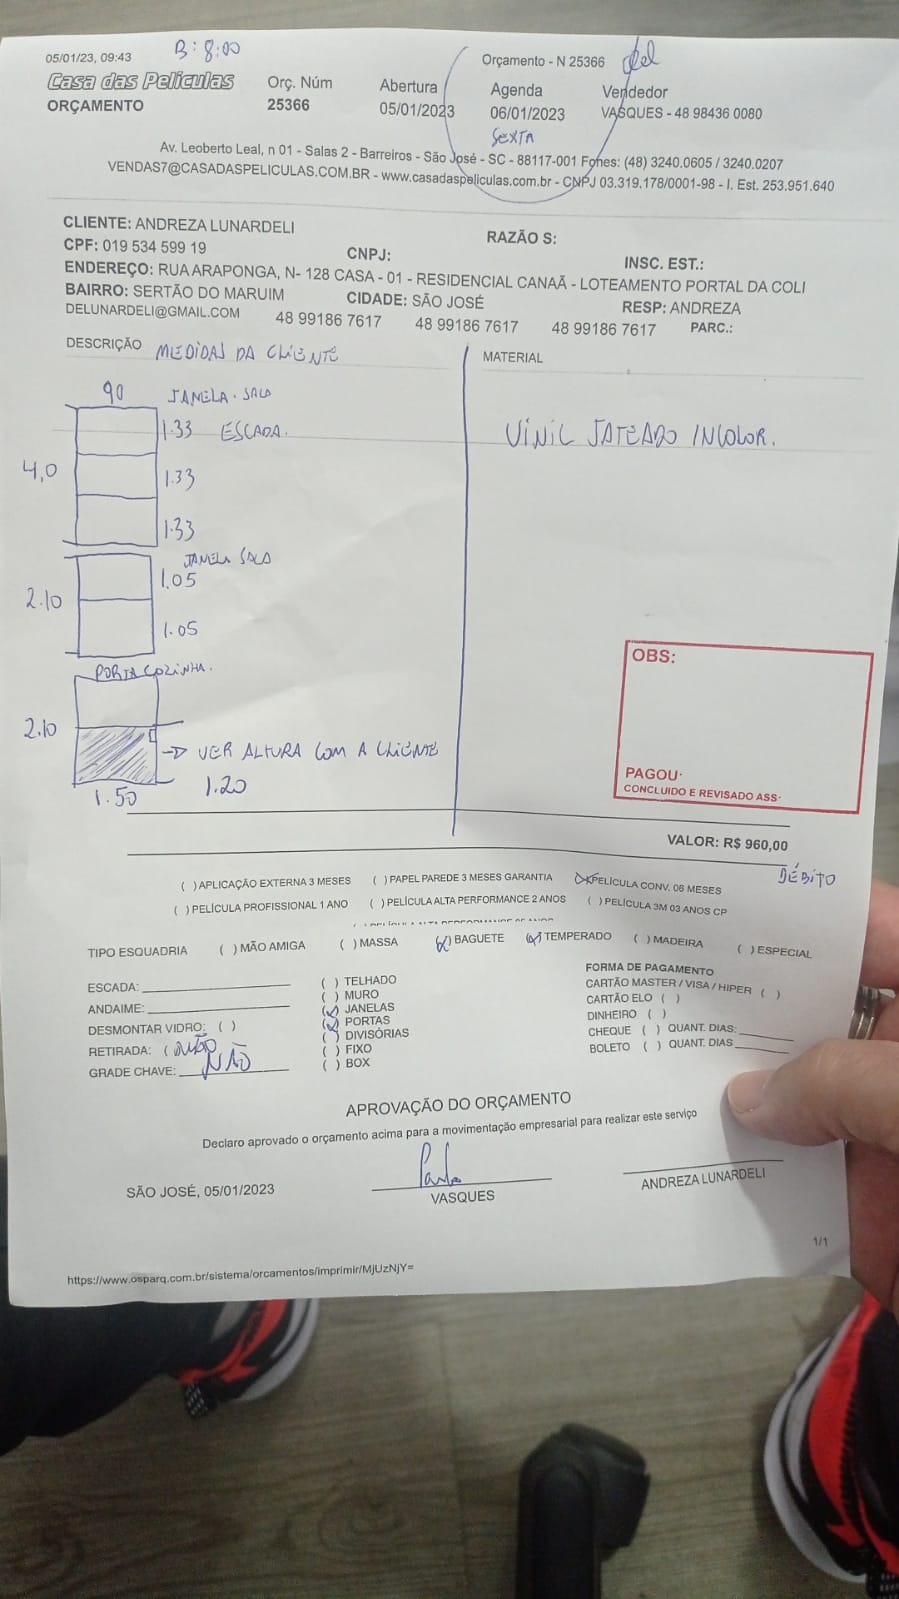 05/01/23, 09:43
B: 8:00
Orçamento - N 25366
Casa das Películas
ORÇAMENTO
Orç. Núm
25366
Abertura
05/01/2023
Agenda
06/01/2023
SEXTA
Vendedor
VASQUES - 48 98436 0080
Av. Leoberto Leal, n 01 - Salas 2 - Barreiros - São José - SC - 88117-001 Fones: (48) 3240.0605 / 3240.0207
VENDAS7@CASADASPELICULAS.COM.BR - www.casadaspeliculas.com.br - CNPJ 03.319.178/0001-98 - I. Est. 253.951.640
CLIENTE: ANDREZA LUNARDELI
RAZÃO S:
CPF: 019 534 599 19
CNPJ:
INSC. EST.:
ENDEREÇO: RUA ARAPONGA, N- 128 CASA - 01 - RESIDENCIAL CANAÃ - LOTEAMENTO PORTAL DA COLI
BAIRRO: SERTÃO DO MARUIM
CIDADE: SÃO JOSÉ
RESP: ANDREZA
DELUNARDELI@GMAIL.COM
48 99186 7617 48 99186 7617 48 99186 7617 PARC.:
DESCRIÇÃO MEDIDAS DA CLIENTE
MATERIAL
90 JANELA. SALA
1.33 ESCADA.
VINIL JATEADO INCOLOR.
4,0
1.33
1.33
JANELA SALA
1.05
2.10
1.05
PORTA COZINHA.
2.10
VER ALTURA COM A CLIENTE
1.50
1.20
OBS:
PAGOU:
CONCLUIDO E REVISADO ASS:
VALOR: R$ 960,00
DÉBITO
( ) APLICAÇÃO EXTERNA 3 MESES ( ) PAPEL PAREDE 3 MESES GARANTIA (X) PELÍCULA CONV. 06 MESES
( ) PELÍCULA PROFISSIONAL 1 ANO ( ) PELÍCULA ALTA PERFORMANCE 2 ANOS ( ) PELÍCULA 3M 03 ANOS CP
TIPO ESQUADRIA ( ) MÃO AMIGA ( ) MASSA (X) BAGUETE (X) TEMPERADO ( ) MADEIRA ( ) ESPECIAL
ESCADA:
ANDAIME:
DESMONTAR VIDRO: ( )
RETIRADA: ( NÃO
GRADE CHAVE: NÃO
( ) TELHADO
( ) MURO
(X) JANELAS
(X) PORTAS
( ) DIVISÓRIAS
( ) FIXO
( ) BOX
FORMA DE PAGAMENTO
CARTÃO MASTER / VISA / HIPER ( )
CARTÃO ELO ( )
DINHEIRO ( )
CHEQUE ( ) QUANT. DIAS:
BOLETO ( ) QUANT. DIAS
APROVAÇÃO DO ORÇAMENTO
Declaro aprovado o orçamento acima para a movimentação empresarial para realizar este serviço
SÃO JOSÉ, 05/01/2023
VASQUES
ANDREZA LUNARDELI
1/1
https://www.osparq.com.br/sistema/orcamentos/imprimir/MjUzNjY=